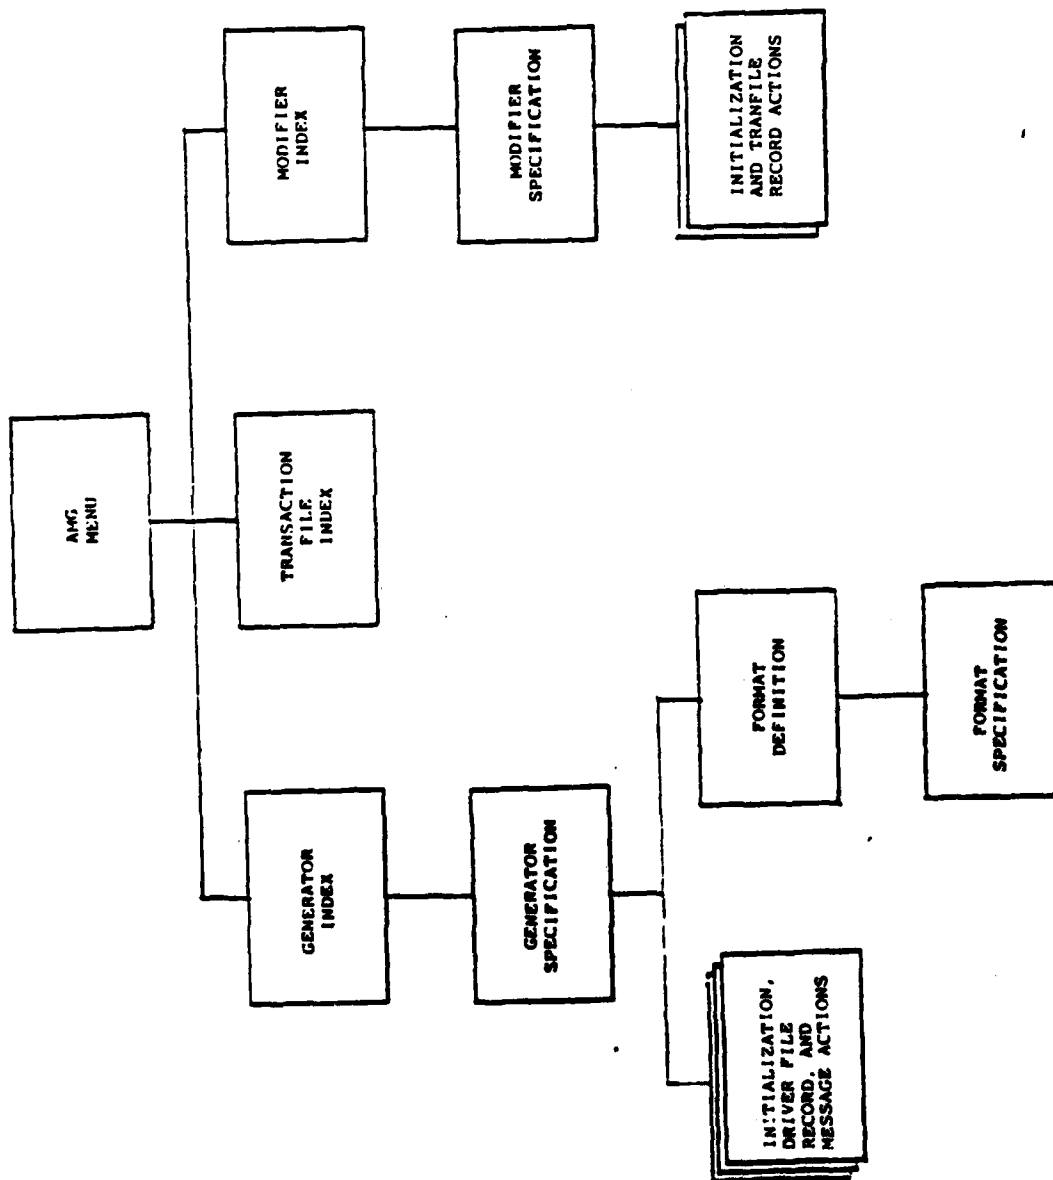 AMG
MENU
GENERATOR
INDEX
TRANSACTION
FILE
INDEX
MODIFIER
INDEX
GENERATOR
SPECIFICATION
MODIFIER
SPECIFICATION
INITIALIZATION,
DRIVER FILE
RECORD, AND
MESSAGE ACTIONS
FORMAT
DEFINITION
INITIALIZATION
AND TRANFILE
RECORD ACTIONS
FORMAT
SPECIFICATION